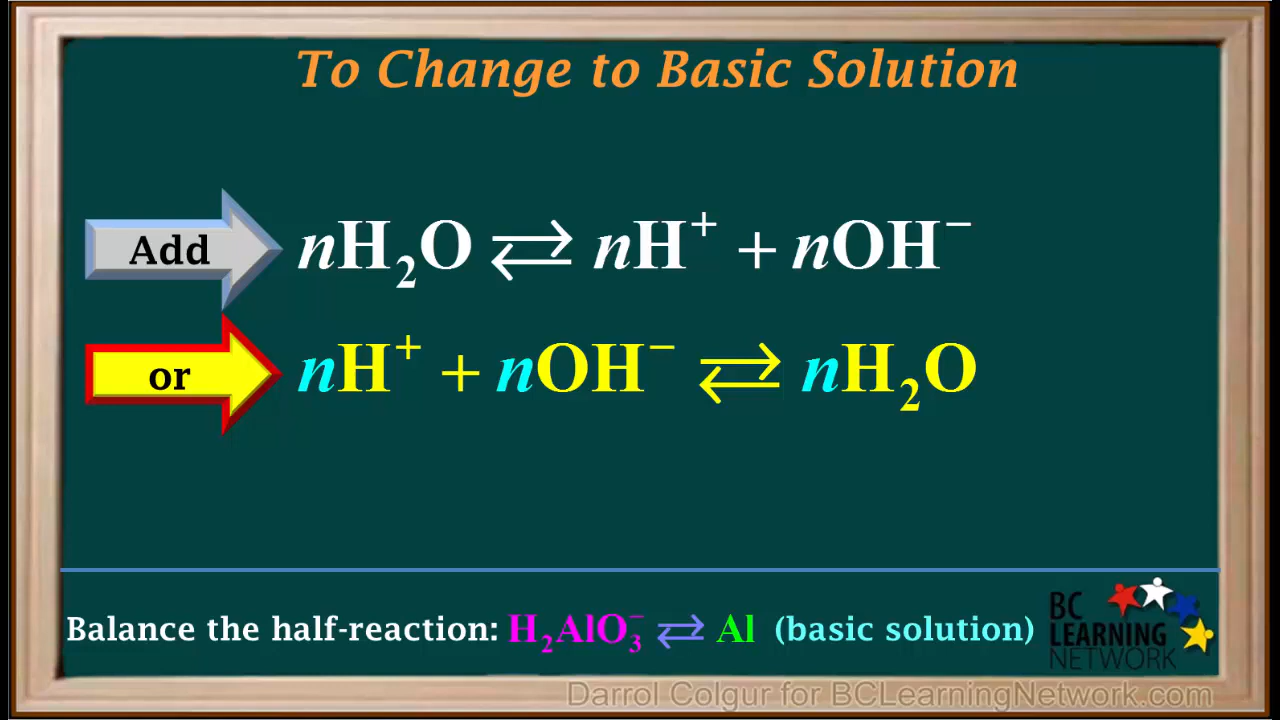 To Change to Basic Solution
Add nH₂O ⇄ nH⁺ + nOH⁻
or nH⁺ + nOH⁻ ⇄ nH₂O
Balance the half-reaction: H₂AlO₃⁻ ⇄ Al (basic solution)
BC
LEARNING
NETWORK
Darrol Colgur for BCLearningNetwork.com